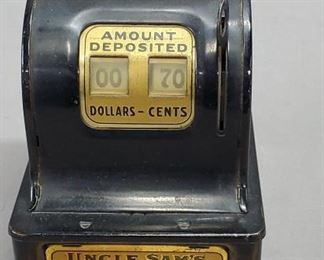 AMOUNT
DEPOSITED
00 70
DOLLARS - CENTS
UNCLE SAM'S